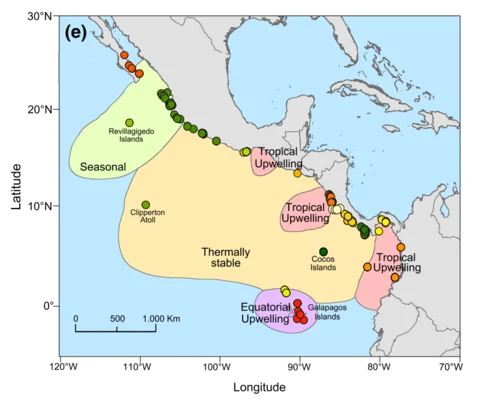 (e)
30°N
20°N
10°N
0°
Latitude
Revillagigedo
Islands
Seasonal
Tropical
Upwelling
Clipperton
Atoll
Tropical
Upwelling
Thermally
stable
Cocos
Islands
Tropical
Upwelling
Equatorial
Upwelling
Galapagos
Islands
0 500 1.000 Km
120°W 110°W 100°W 90°W 80°W 70°W
Longitude